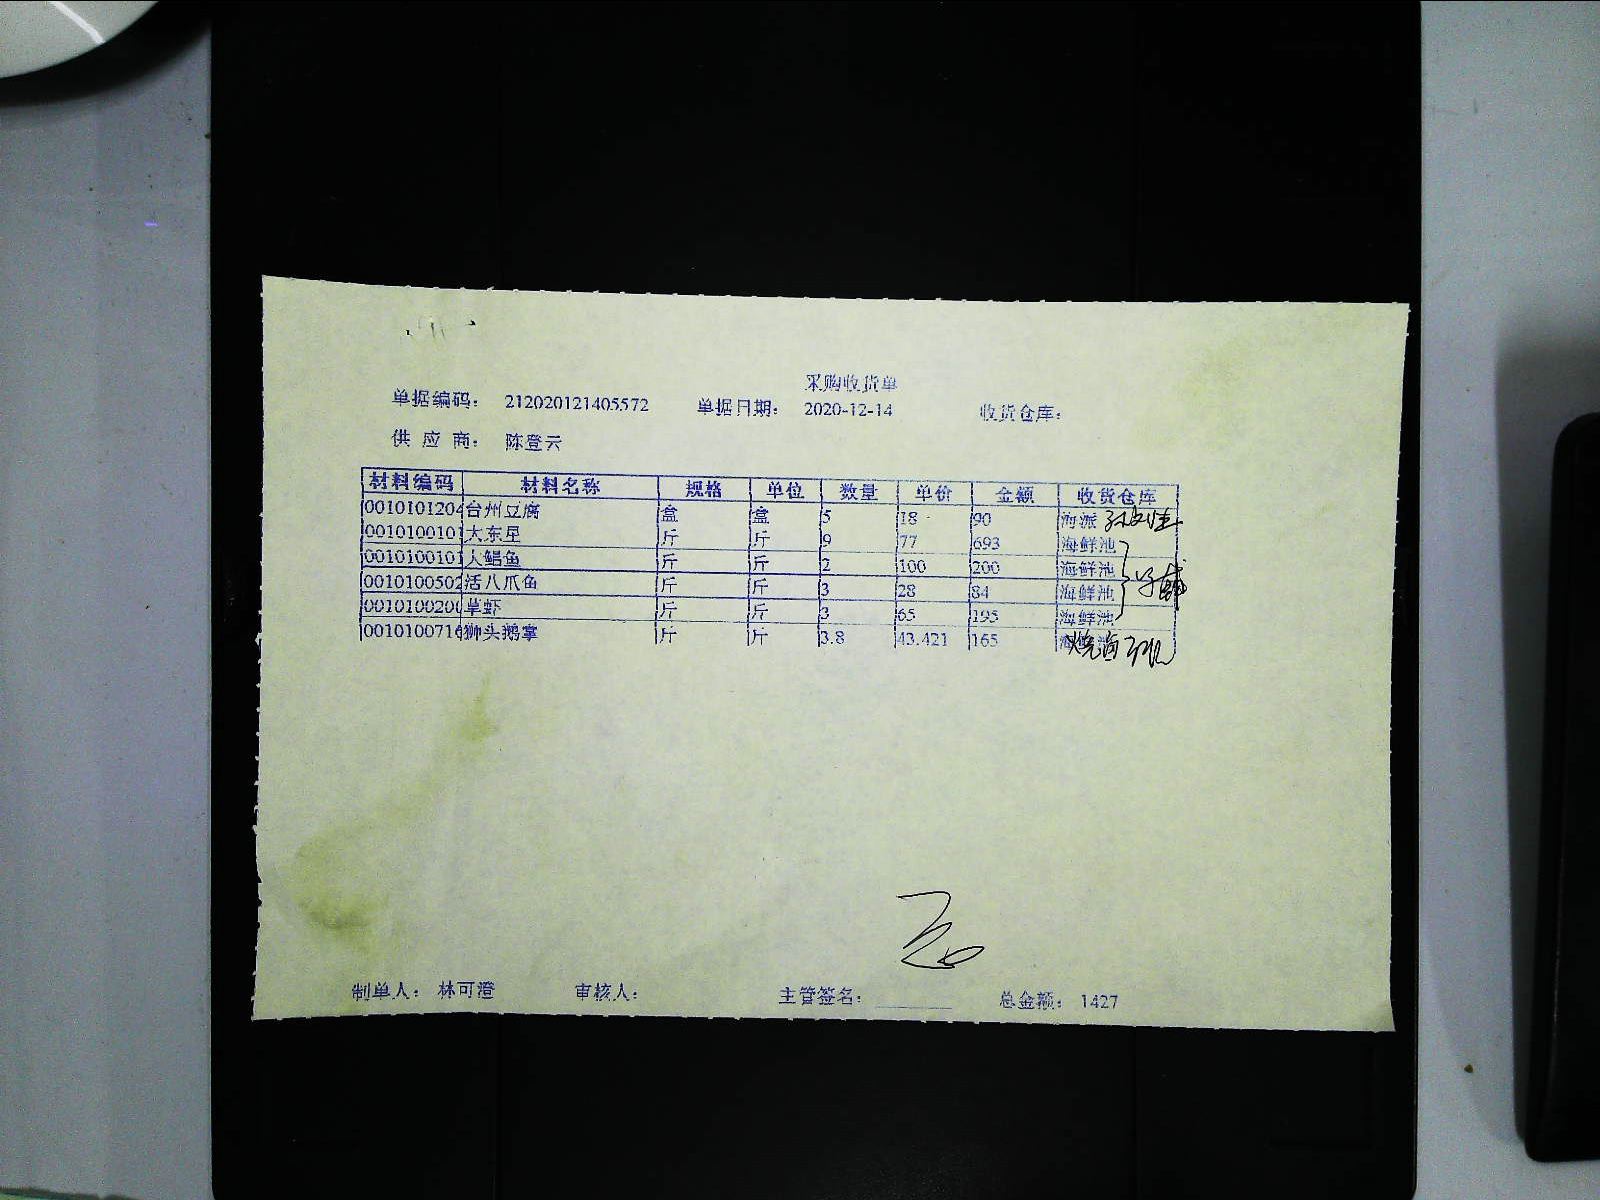 采购收货单
单据编码： 212020121405572 单据日期： 2020-12-14 收货仓库：
供 应 商： 陈登云
材料编码 材料名称 规格 单位 数量 单价 金额 收货仓库
0010101204 台州豆腐 盒 盒 5 18 90 海派
0010100101 大东星 斤 斤 9 77 693 海鲜池
0010100101 人鲳鱼 斤 斤 2 100 200 海鲜池
0010100502 活八爪鱼 斤 斤 3 28 84 海鲜池
0010100200 草虾 斤 斤 3 65 195 海鲜池
0010100716 狮头鹅掌 斤 斤 3.8 43.421 165 烧卤
制单人： 林可澄 审核人： 主管签名： 总金额： 1427